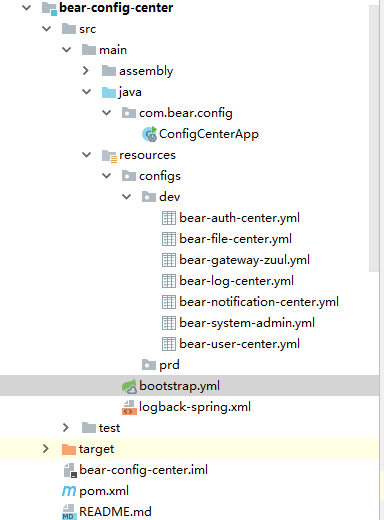 bear-config-center
src
main
assembly
java
com.bear.config
ConfigCenterApp
resources
configs
dev
bear-auth-center.yml
bear-file-center.yml
bear-gateway-zuul.yml
bear-log-center.yml
bear-notification-center.yml
bear-system-admin.yml
bear-user-center.yml
prd
bootstrap.yml
logback-spring.xml
test
target
bear-config-center.iml
pom.xml
README.md